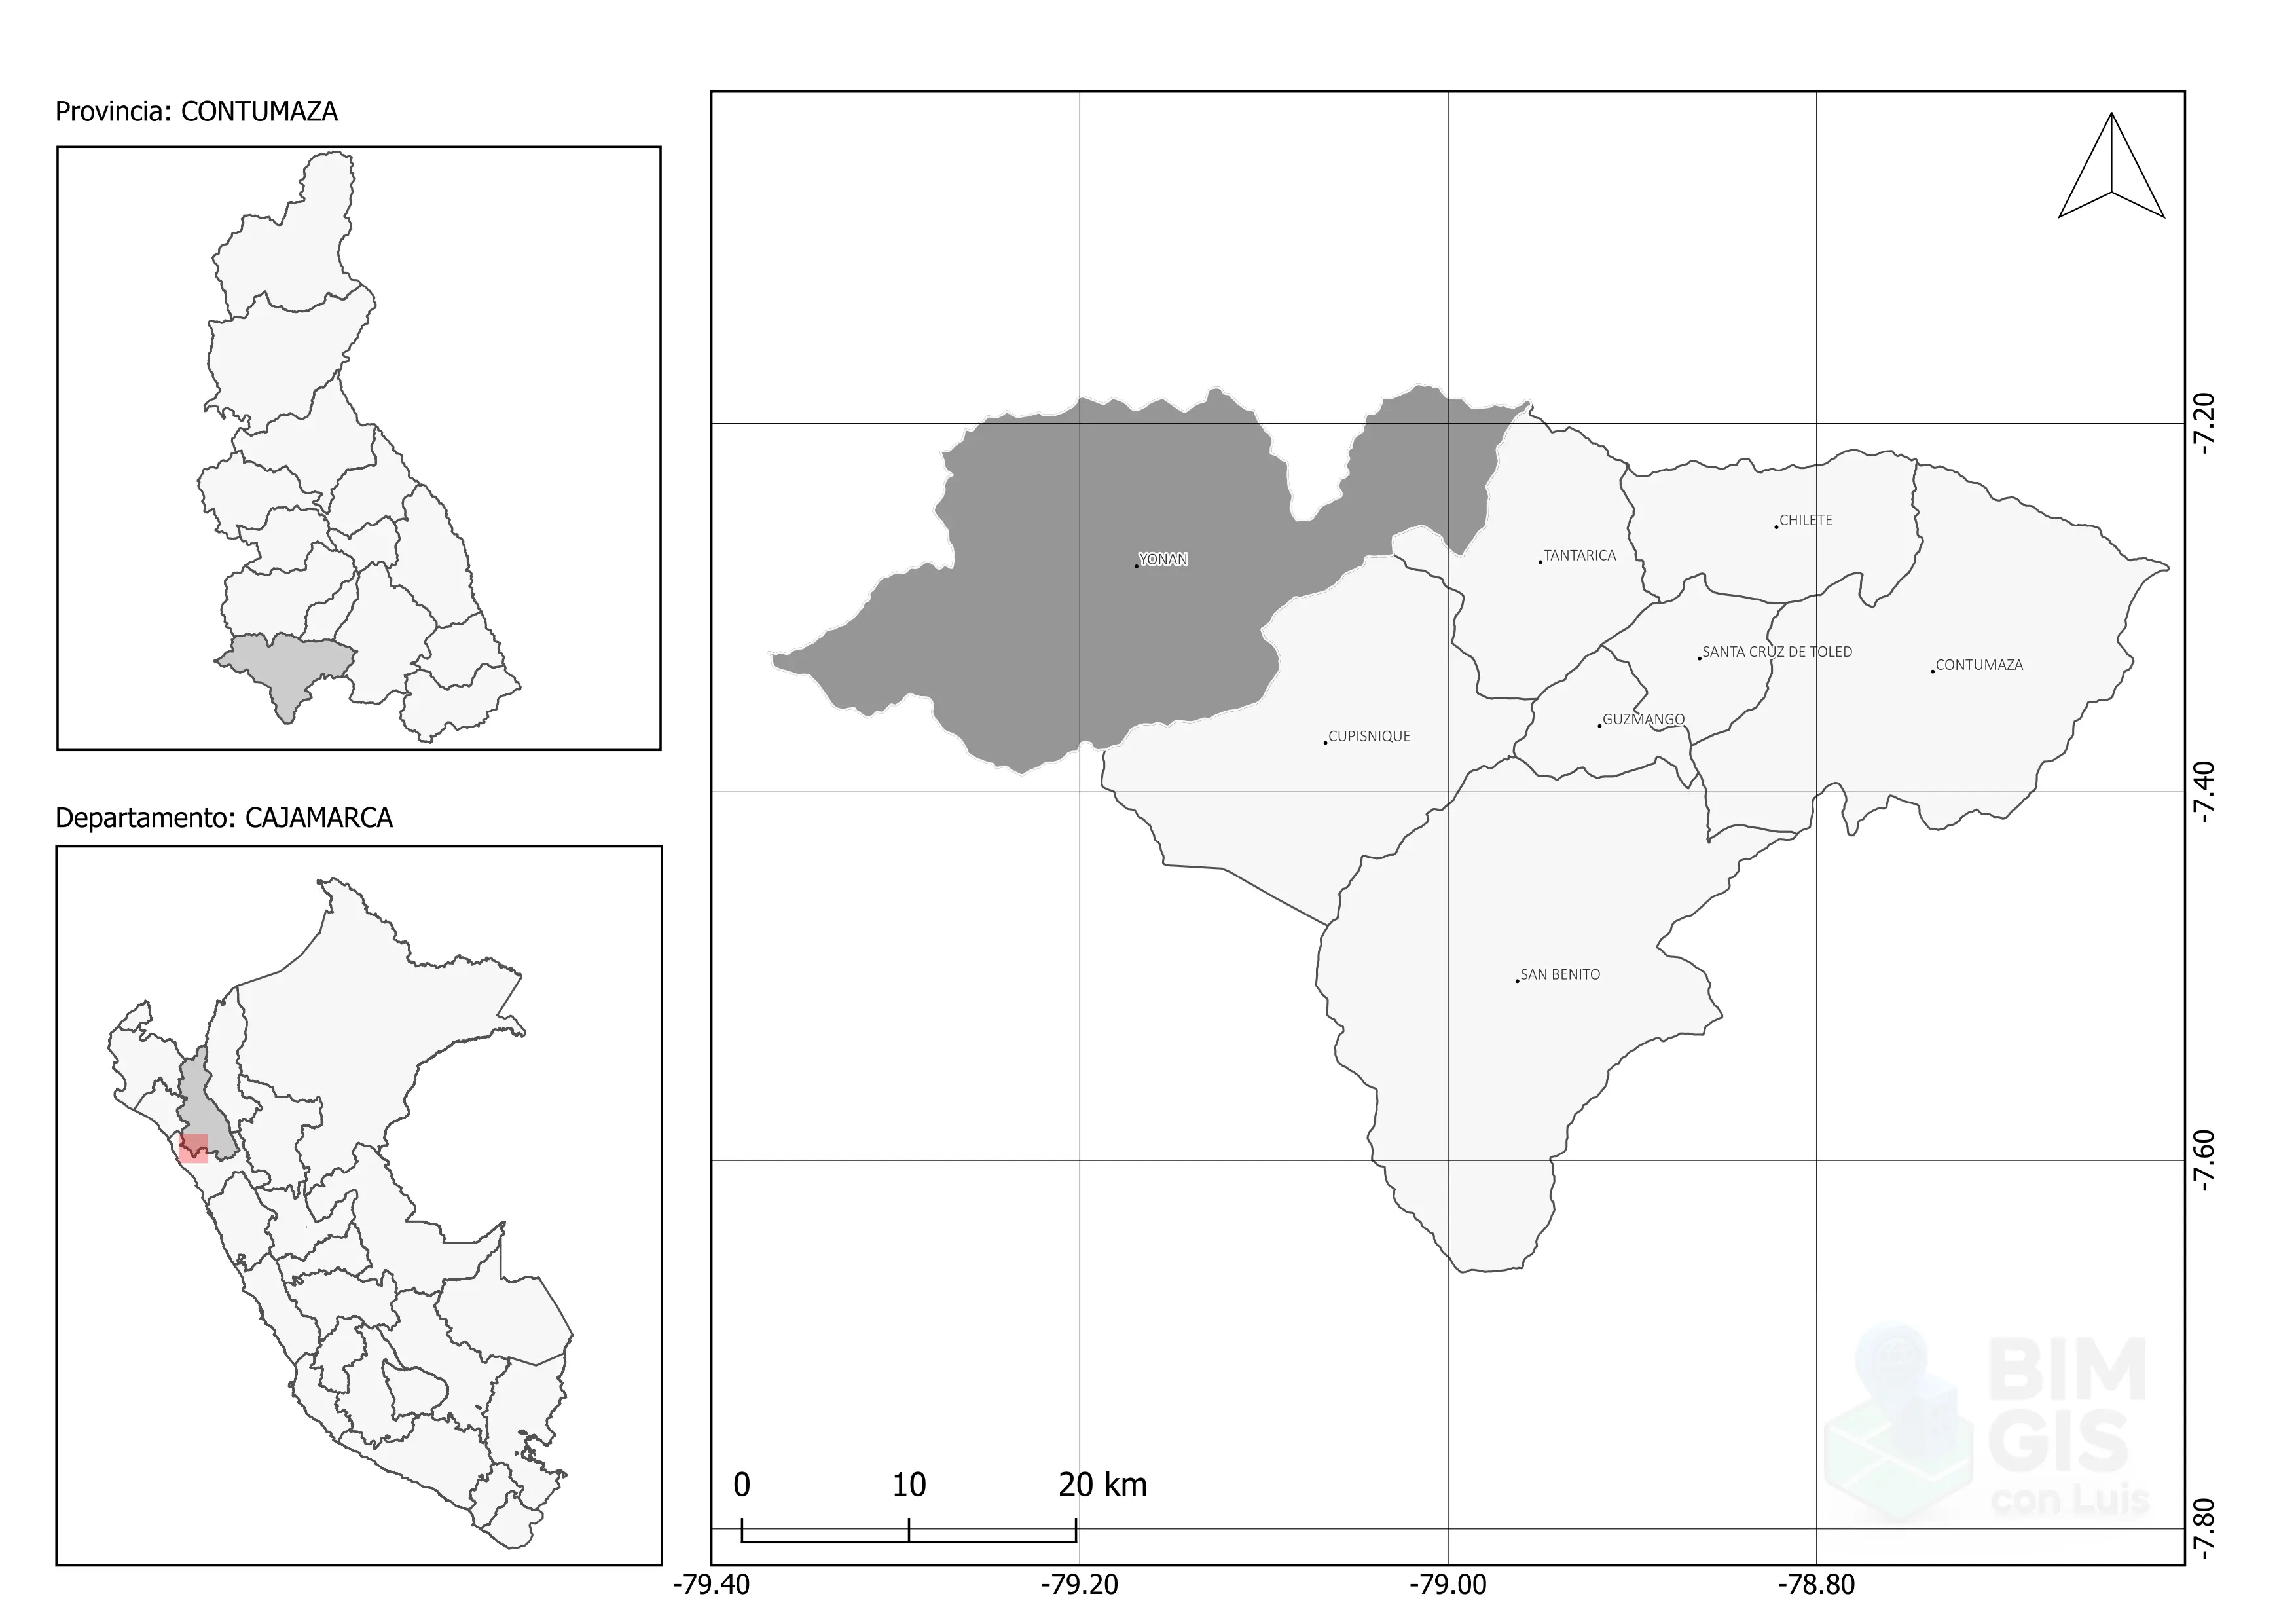 Provincia: CONTUMAZA
Departamento: CAJAMARCA
YONAN
TANTARICA
CHILETE
SANTA CRUZ DE TOLED
CONTUMAZA
GUZMANGO
CUPISNIQUE
SAN BENITO
-7.20
-7.40
-7.60
-7.80
BIM
GIS
con Luis
0 10 20 km
-79.40 -79.20 -79.00 -78.80